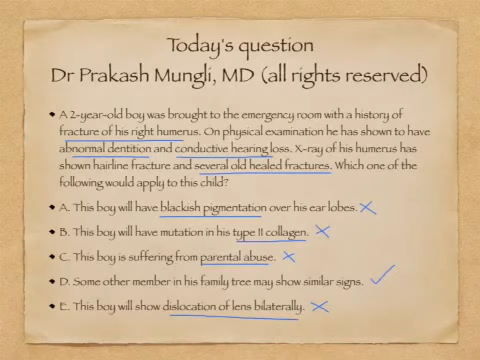 Today's question
Dr Prakash Mungli, MD (all rights reserved)
A 2-year-old boy was brought to the emergency room with a history of
fracture of his right humerus. On physical examination he has shown to have
abnormal dentition and conductive hearing loss. X-ray of his humerus has
shown hairline fracture and several old healed fractures. Which one of the
following would apply to this child?
A. This boy will have blackish pigmentation over his ear lobes.
B. This boy will have mutation in his type II collagen.
C. This boy is suffering from parental abuse.
D. Some other member in his family tree may show similar signs.
E. This boy will show dislocation of lens bilaterally.